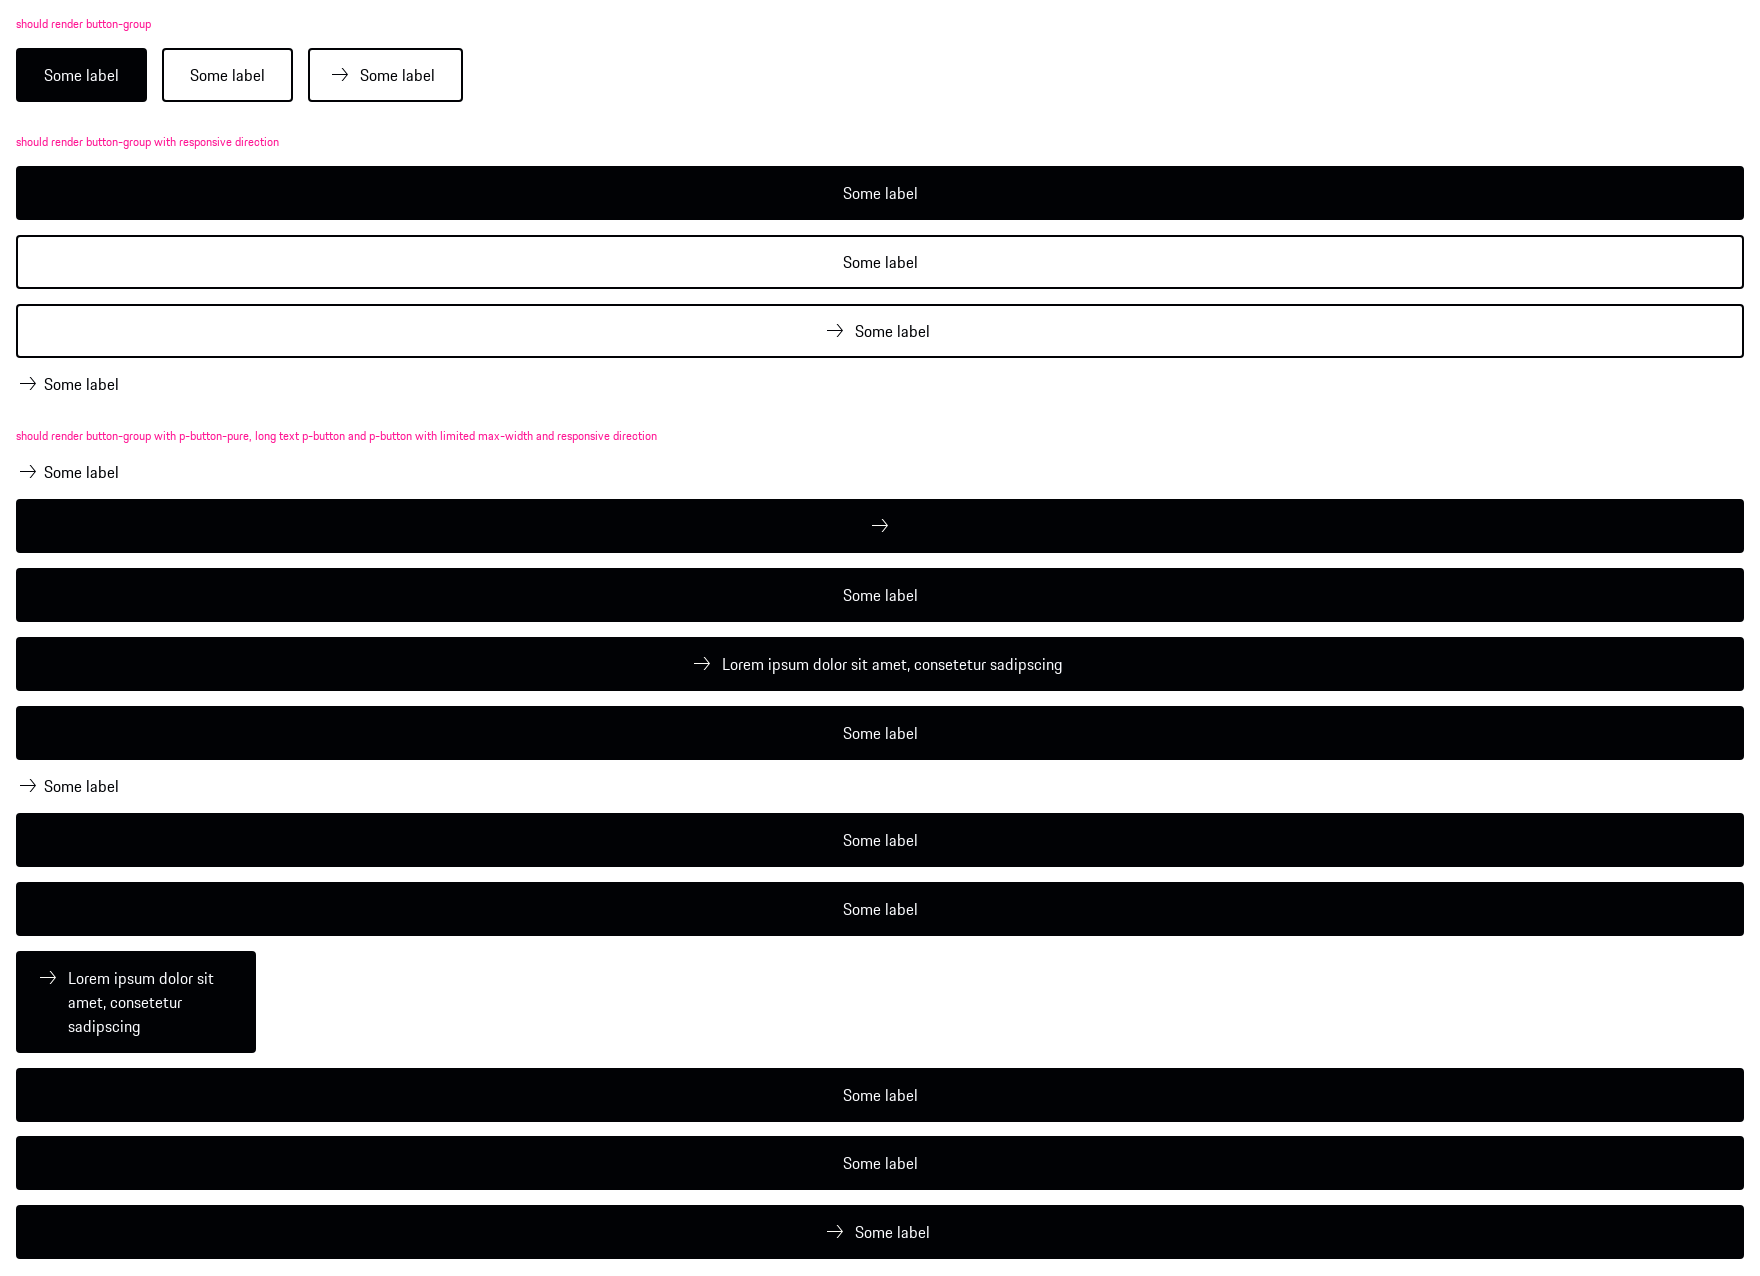 should render button-group
Some label
Some label
Some label
should render button-group with responsive direction
Some label
Some label
Some label
Some label
should render button-group with p-button-pure, long text p-button and p-button with limited max-width and responsive direction
Some label
Some label
Lorem ipsum dolor sit amet, consetetur sadipscing
Some label
Some label
Some label
Some label
Lorem ipsum dolor sit
amet, consetetur
sadipscing
Some label
Some label
Some label